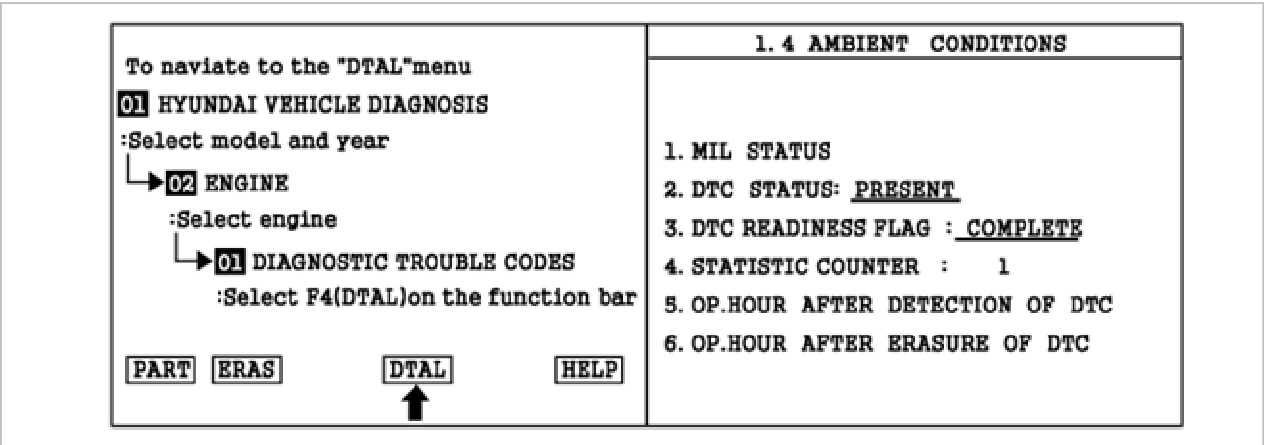 To naviate to the "DTAL"menu
01 HYUNDAI VEHICLE DIAGNOSIS
:Select model and year
02 ENGINE
:Select engine
01 DIAGNOSTIC TROUBLE CODES
:Select F4(DTAL)on the function bar
PART ERAS DTAL HELP
1.4 AMBIENT CONDITIONS
1. MIL STATUS
2. DTC STATUS: PRESENT
3. DTC READINESS FLAG : COMPLETE
4. STATISTIC COUNTER : 1
5. OP.HOUR AFTER DETECTION OF DTC
6. OP.HOUR AFTER ERASURE OF DTC